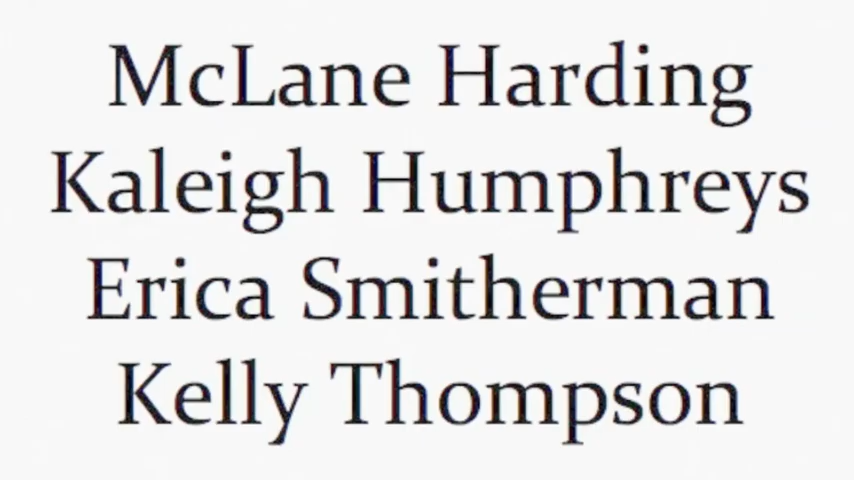 McLane Harding
Kaleigh Humphreys
Erica Smitherman
Kelly Thompson